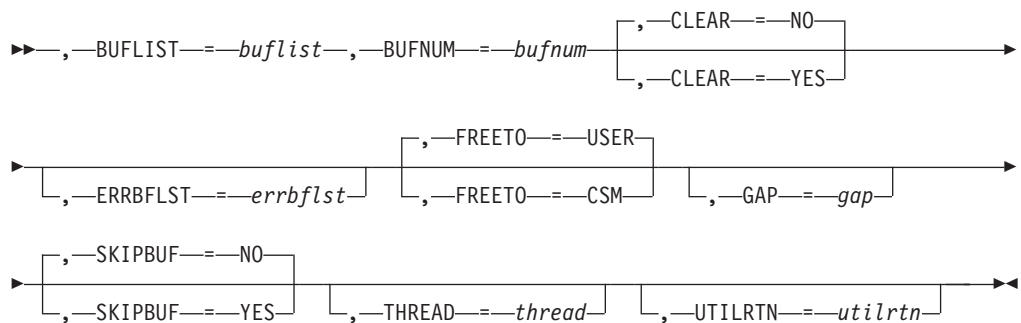 , CLEAR = NO
, BUFLIST = buflist , BUFNUM = bufnum
, CLEAR = YES
, FREETO = USER
, ERRBFLST = errbflst , FREETO = CSM , GAP = gap
, SKIPBUF = NO
, SKIPBUF = YES , THREAD = thread , UTILRTN = utilrtn